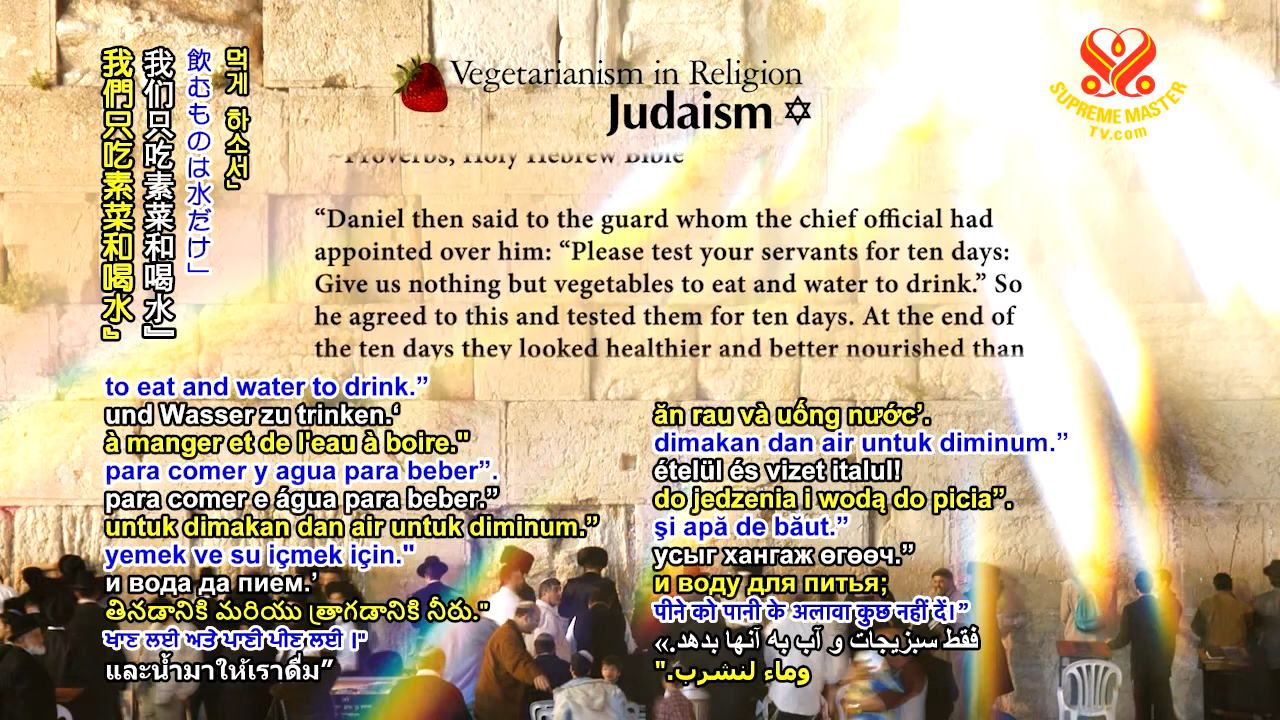 먹게 하소서」
飲むものは水だけ」
我们只吃素菜和喝水』
我們只吃素菜和喝水』
Vegetarianism in Religion
Judaism ✡
SUPREME MASTER
TV.com
~Proverbs, Holy Hebrew Bible
“Daniel then said to the guard whom the chief official had
appointed over him: “Please test your servants for ten days:
Give us nothing but vegetables to eat and water to drink.” So
he agreed to this and tested them for ten days. At the end of
the ten days they looked healthier and better nourished than
to eat and water to drink.”
und Wasser zu trinken.‘
à manger et de l'eau à boire."
para comer y agua para beber”.
para comer e água para beber.”
untuk dimakan dan air untuk diminum.”
yemek ve su içmek için."
и вода да пием.’
తినడానికి మరియు త్రాగడానికి నీరు."
ਖਾਣ ਲਈ ਅਤੇ ਪਾਣੀ ਪੀਣ ਲਈ ।"
และน้ำมาให้เราดื่ม”
ăn rau và uống nước’.
dimakan dan air untuk diminum.”
ételül és vizet italul!
do jedzenia i wodą do picia”.
şi apă de băut.”
усыг хангаж өгөөч.”
и воду для питья;
पीने को पानी के अलावा कुछ नहीं दें।”
فقط سبزیجات و آب به آنها بدهد.»
وماء لنشرب."